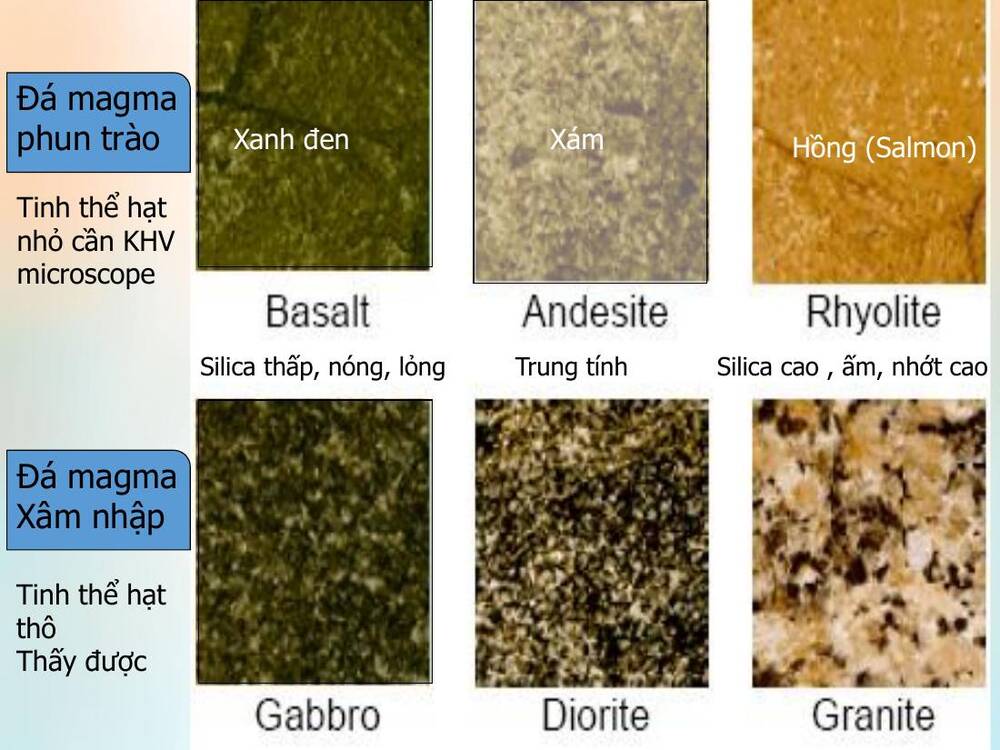 Đá magma
phun trào
Xanh đen
Xám
Hồng (Salmon)
Tinh thể hạt
nhỏ cần KHV
microscope
Basalt
Andesite
Rhyolite
Silica thấp, nóng, lỏng
Trung tính
Silica cao , ấm, nhớt cao
Đá magma
Xâm nhập
Tinh thể hạt
thô
Thấy được
Gabbro
Diorite
Granite